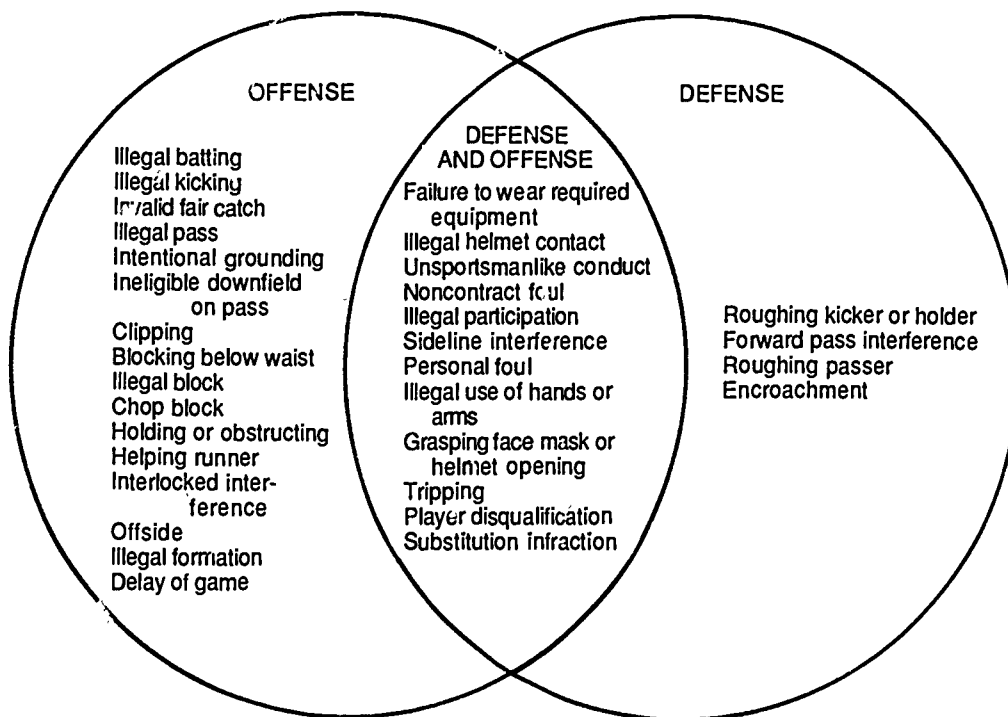 OFFENSE
Illegal batting
Illegal kicking
Invalid fair catch
Illegal pass
Intentional grounding
Ineligible downfield
on pass
Clipping
Blocking below waist
Illegal block
Chop block
Holding or obstructing
Helping runner
Interlocked inter-
ference
Offside
Illegal formation
Delay of game
DEFENSE
AND OFFENSE
Failure to wear required
equipment
Illegal helmet contact
Unsportsmanlike conduct
Noncontract foul
Illegal participation
Sideline interference
Personal foul
Illegal use of hands or
arms
Grasping face mask or
helmet opening
Tripping
Player disqualification
Substitution infraction
DEFENSE
Roughing kicker or holder
Forward pass interference
Roughing passer
Encroachment